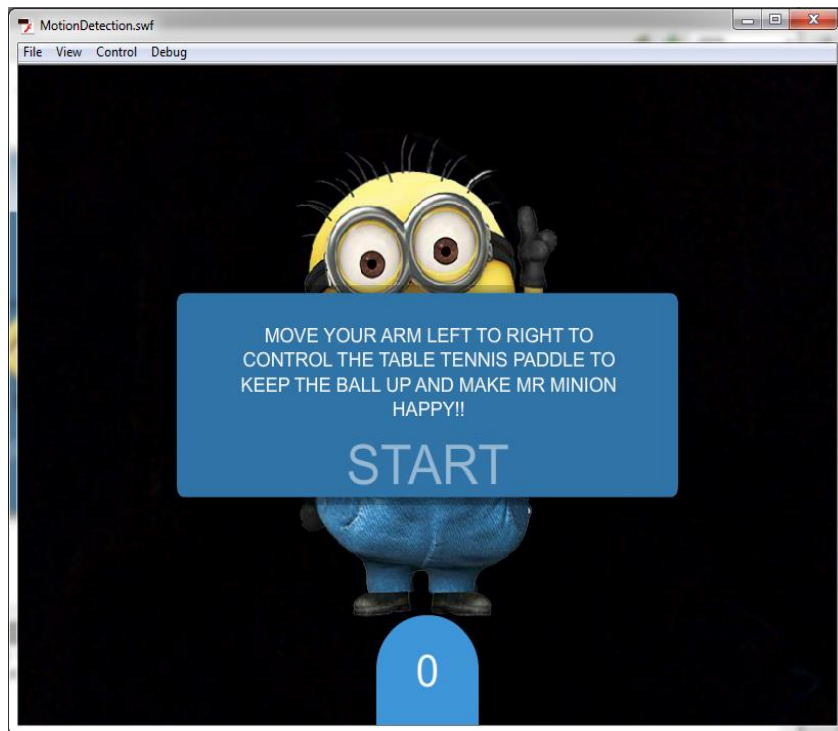 MotionDetection.swf
File View Control Debug
MOVE YOUR ARM LEFT TO RIGHT TO
CONTROL THE TABLE TENNIS PADDLE TO
KEEP THE BALL UP AND MAKE MR MINION
HAPPY!!
START
0